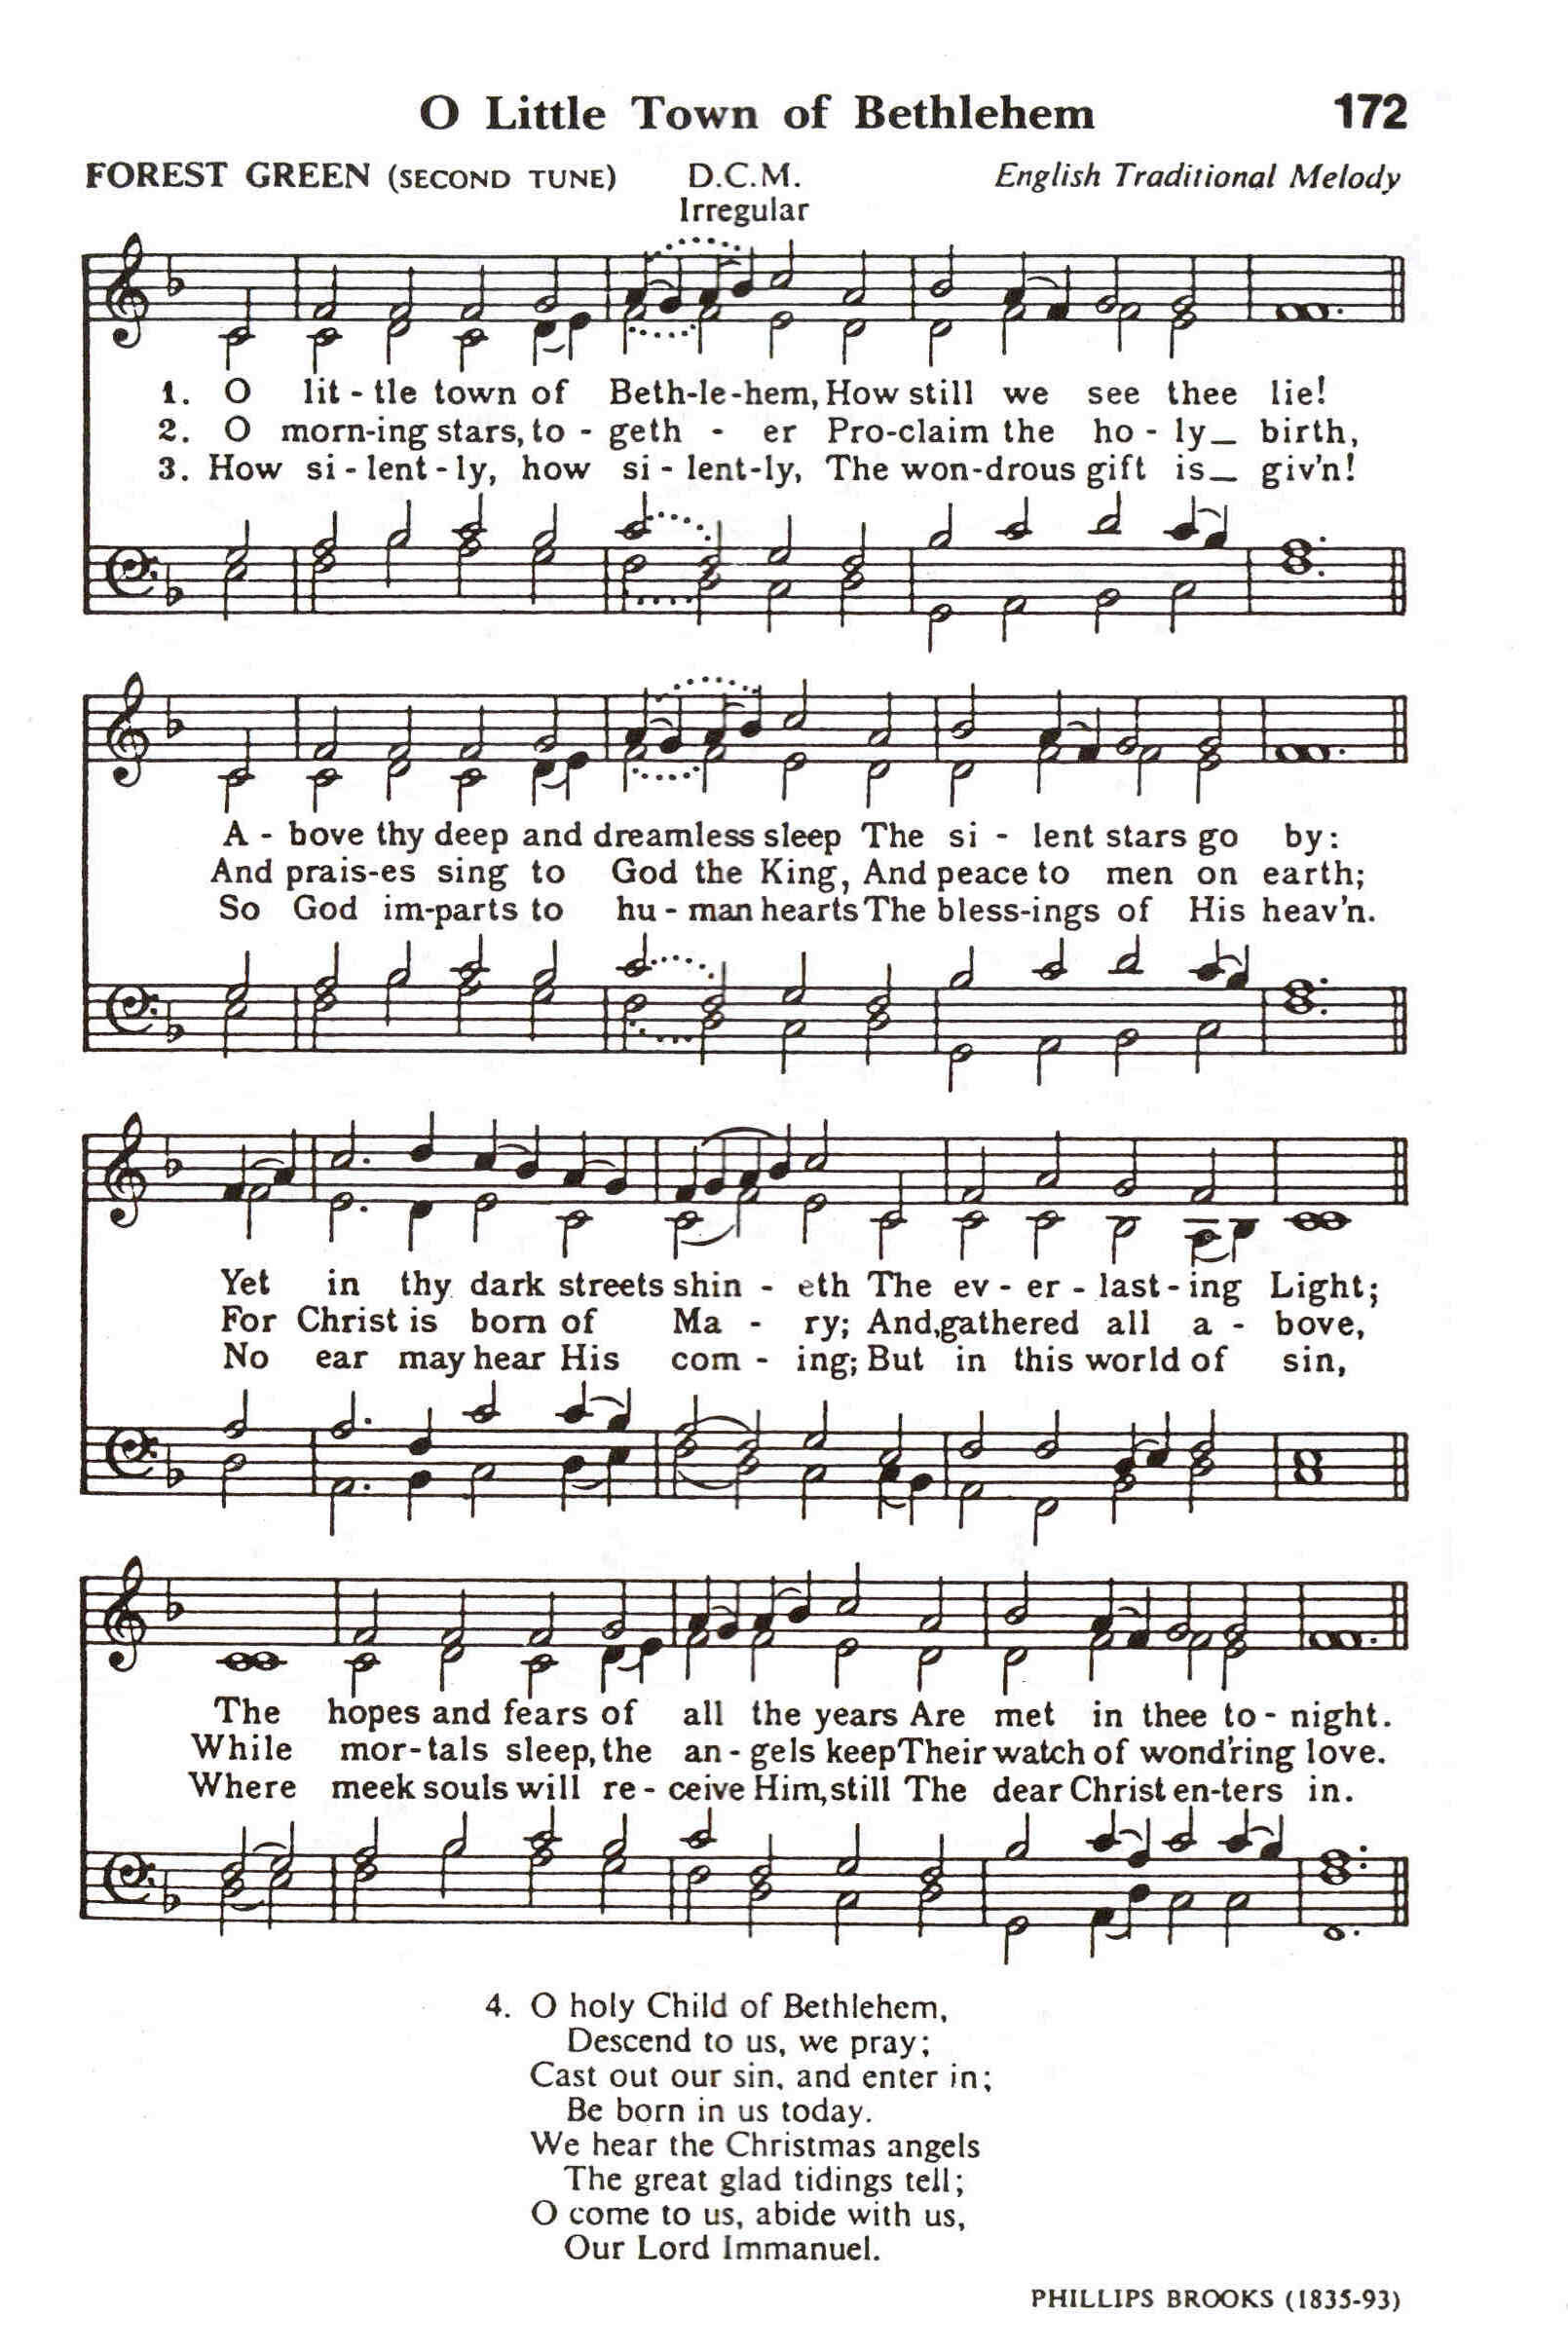 O Little Town of Bethlehem 172
FOREST GREEN (SECOND TUNE) D.C.M. English Traditional Melody
Irregular
1. O lit - tle town of Beth-le-hem, How still we see thee lie!
2. O morn-ing stars, to - geth - er Pro-claim the ho - ly_ birth,
3. How si - lent - ly, how si - lent-ly, The won-drous gift is_ giv'n!
A - bove thy deep and dreamless sleep The si - lent stars go by:
And prais-es sing to God the King, And peace to men on earth;
So God im-parts to hu - man hearts The bless-ings of His heav'n.
Yet in thy dark streets shin - eth The ev - er - last - ing Light;
For Christ is born of Ma - ry; And, gathered all a - bove,
No ear may hear His com - ing; But in this world of sin,
The hopes and fears of all the years Are met in thee to - night.
While mor-tals sleep, the an - gels keep Their watch of wond'ring love.
Where meek souls will re - ceive Him, still The dear Christ en-ters in.
4. O holy Child of Bethlehem,
Descend to us, we pray;
Cast out our sin, and enter in;
Be born in us today.
We hear the Christmas angels
The great glad tidings tell;
O come to us, abide with us,
Our Lord Immanuel.
PHILLIPS BROOKS (1835-93)